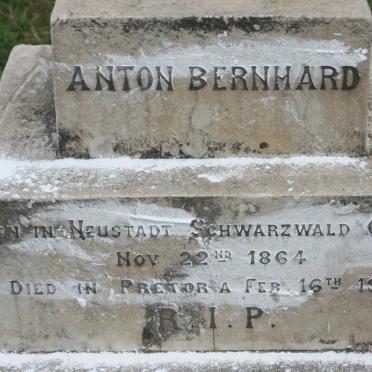 ANTON BERNHARD
IN NEUSTADT SCHWARZWALD
NOV 22ND 1864
DIED IN PRETORIA FEB 16TH
R.I.P.